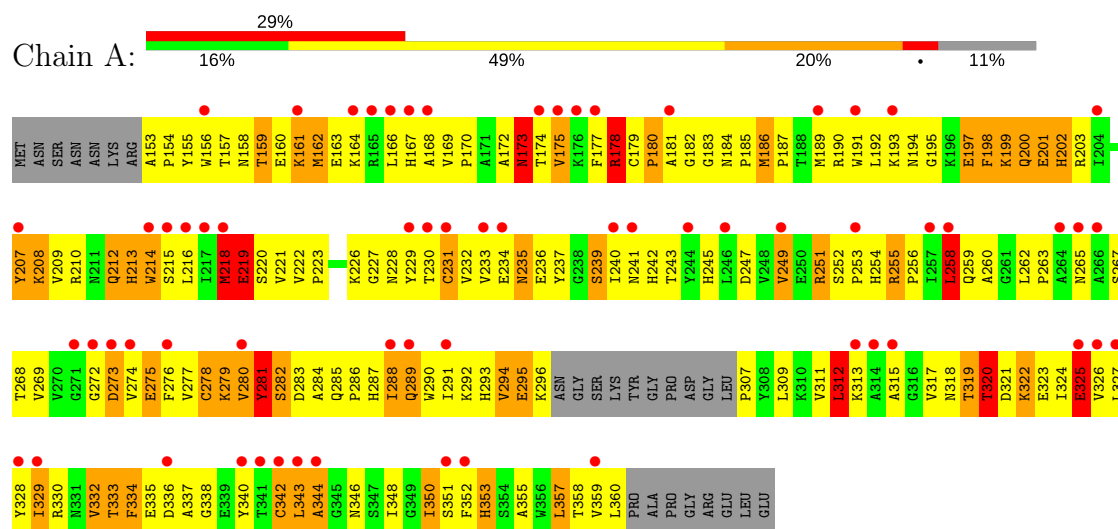 29%
Chain A:
16% 49% 20% • 11%
MET ASN SER ASN ASN LYS ARG A153 P154 Y155 W156 T157 N158 T159 E160 K161 M162 E163 K164 R165 L166 H167 A168 V169 P170 A171 A172 N173 T174 V175 K176 F177 R178 C179 P180 A181 G182 G183 N184 P185 M186 P187 T188 M189 R190 W191 L192 K193 N194 G195 K196 E197 F198 K199 Q200 E201 H202 R203 I204
Y207 K208 V209 R210 N211 Q212 H213 W214 S215 L216 I217 M218 E219 S220 V221 V222 P223 K226 G227 N228 Y229 T230 C231 V232 V233 E234 N235 E236 Y237 G238 S239 I240 N241 H242 T243 Y244 H245 L246 D247 V248 V249 E250 R251 S252 P253 H254 R255 P256 I257 L258 Q259 A260 G261 L262 P263 A264 N265 A266 S267
T268 V269 V270 G271 G272 D273 V274 E275 F276 V277 C278 K279 V280 Y281 S282 D283 A284 Q285 P286 H287 I288 Q289 W290 I291 K292 H293 V294 E295 K296 ASN GLY SER LYS TYR GLY PRO ASP GLY LEU P307 Y308 L309 K310 V311 L312 K313 A314 A315 G316 V317 N318 T319 T320 D321 K322 E323 I324 E325 V326 L327
Y328 I329 R330 N331 V332 T333 F334 E335 D336 A337 G338 E339 Y340 T341 C342 L343 A344 G345 N346 S347 I348 G349 I350 S351 F352 H353 S354 A355 W356 L357 T358 V359 L360 PRO ALA PRO GLY ARG GLU LEU GLU